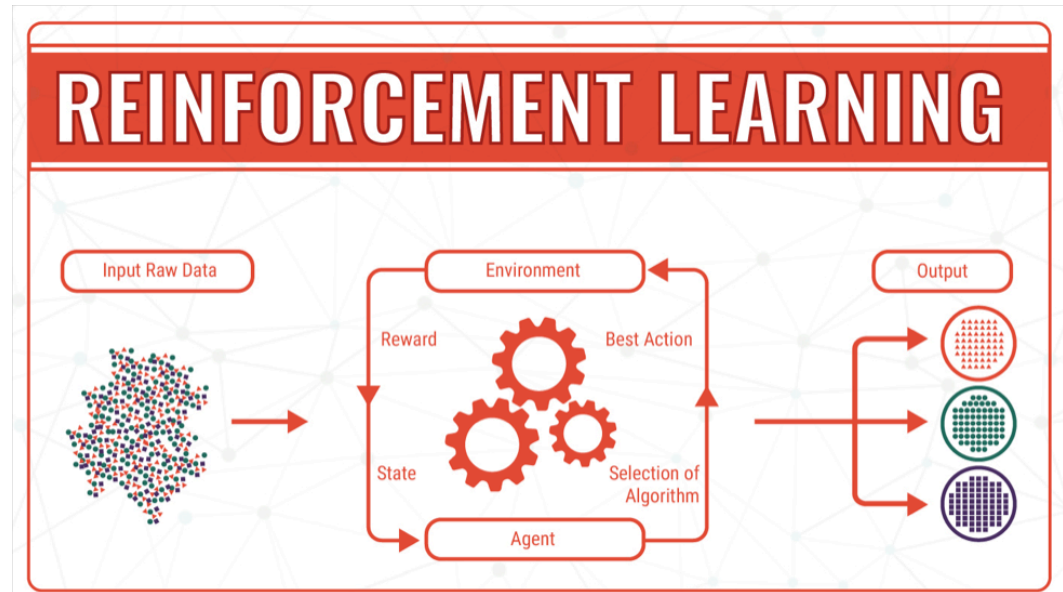 REINFORCEMENT LEARNING
Input Raw Data
Environment
Output
Reward
Best Action
State
Selection of
Algorithm
Agent